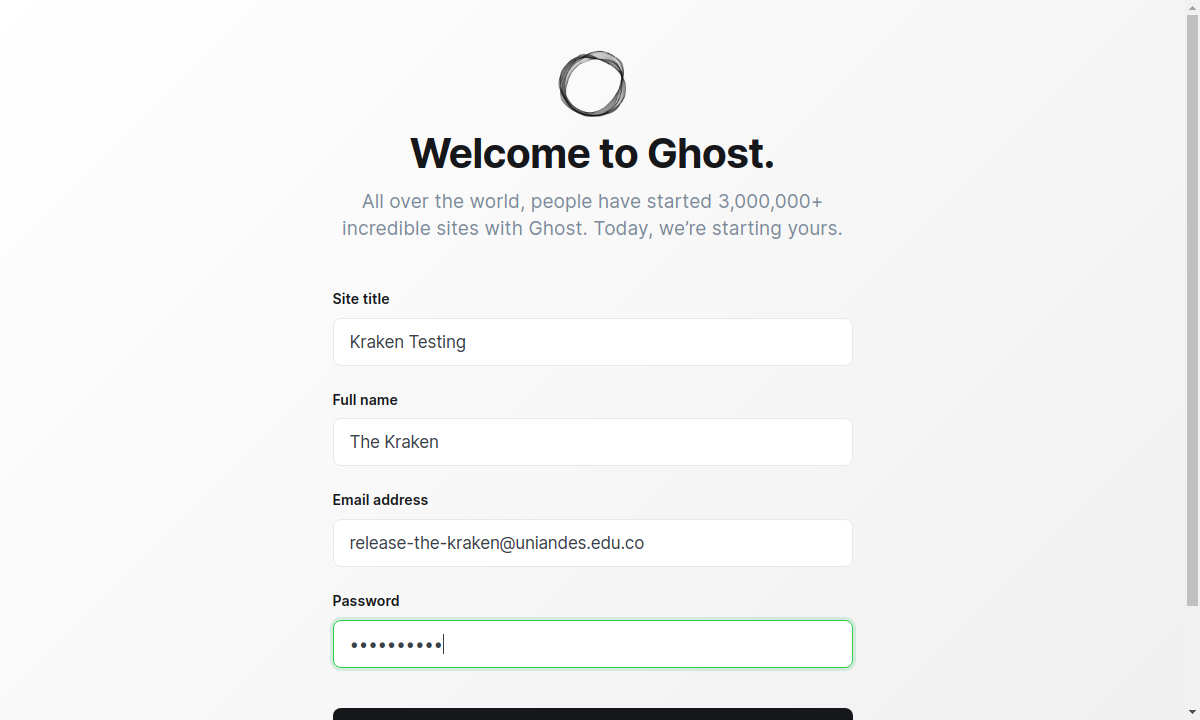 Welcome to Ghost.
All over the world, people have started 3,000,000+
incredible sites with Ghost. Today, we’re starting yours.
Site title
Kraken Testing
Full name
The Kraken
Email address
release-the-kraken@uniandes.edu.co
Password
••••••••••